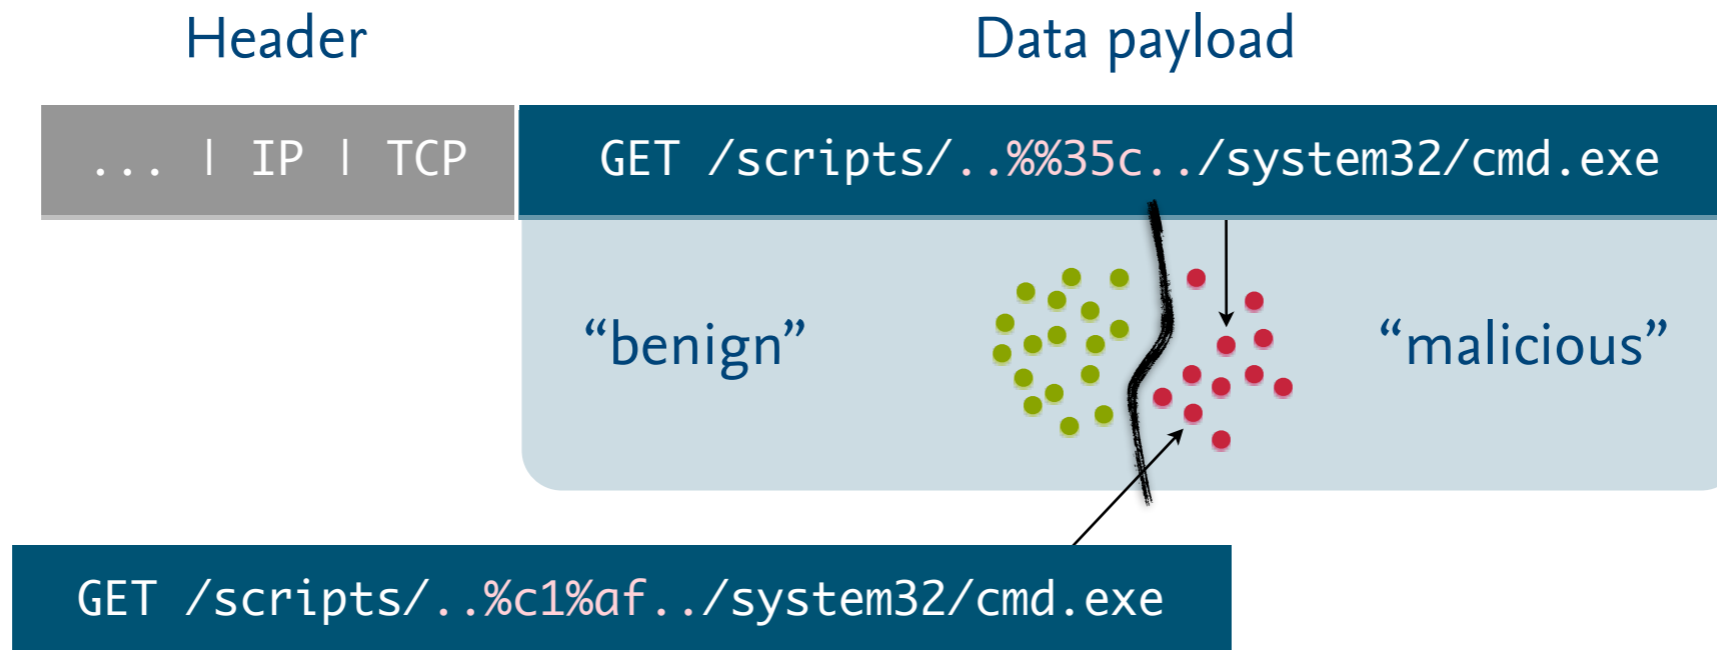 Header
Data payload
... | IP | TCP
GET /scripts/..%%35c../system32/cmd.exe
“benign”
“malicious”
GET /scripts/..%c1%af../system32/cmd.exe